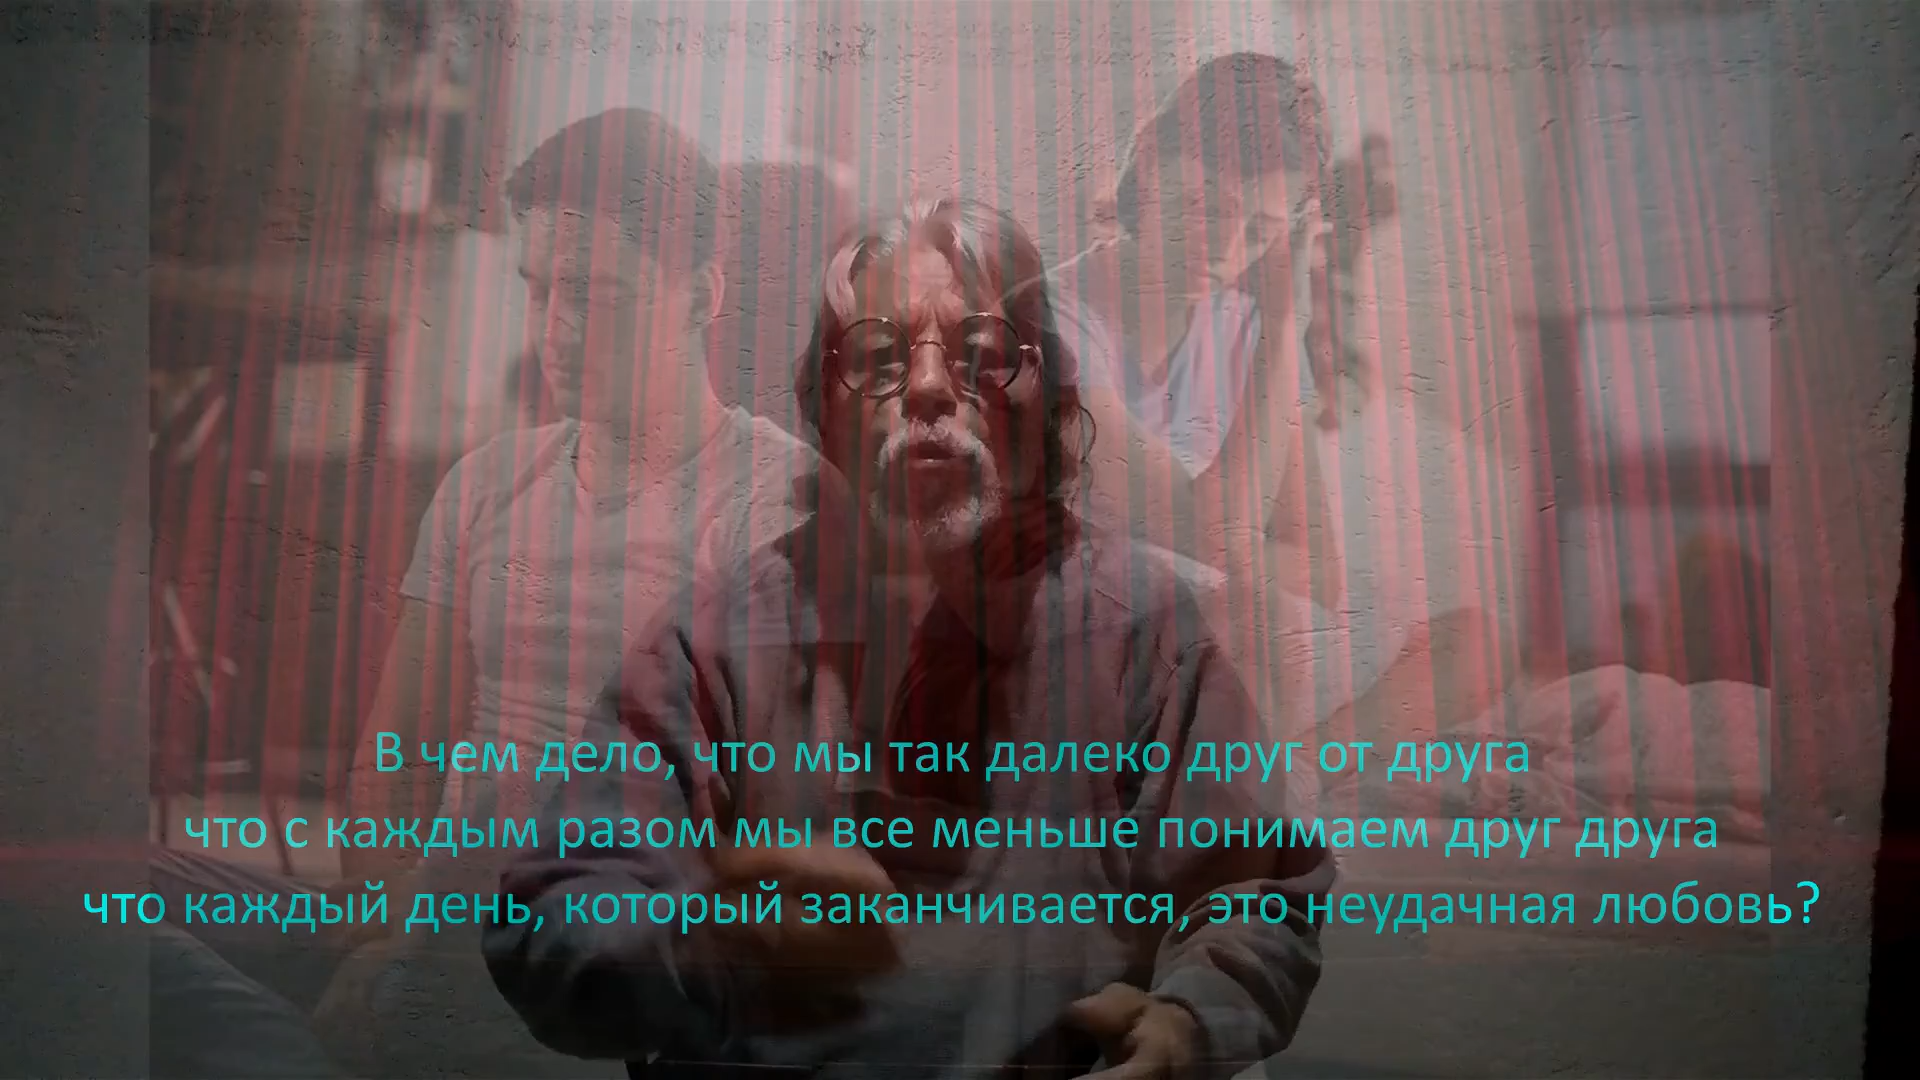 В чем дело, что мы так далеко друг от друга
что с каждым разом мы все меньше понимаем друг друга
что каждый день, который заканчивается, это неудачная любовь?